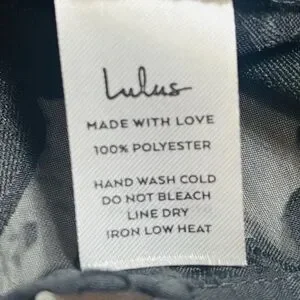 Lulus
MADE WITH LOVE
100% POLYESTER
HAND WASH COLD
DO NOT BLEACH
LINE DRY
IRON LOW HEAT